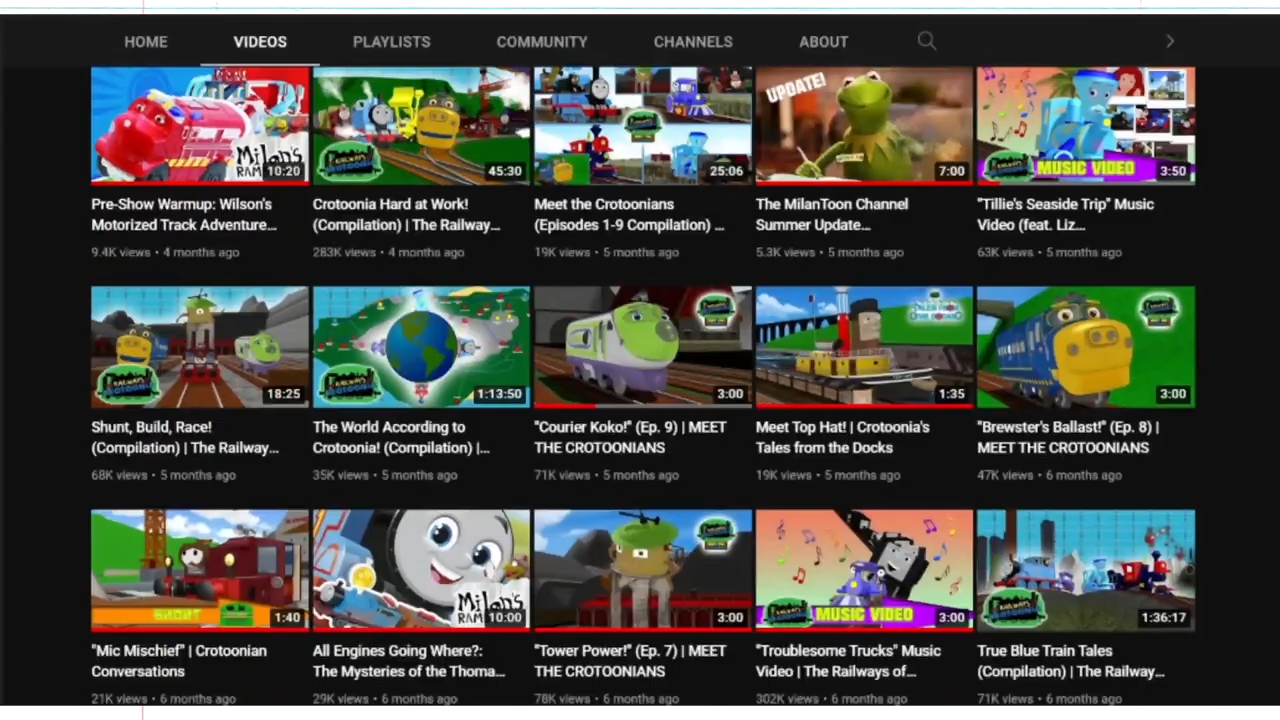 HOME VIDEOS PLAYLISTS COMMUNITY CHANNELS ABOUT
Milan's
RAM
10:20
45:30
25:06
UPDATE!
7:00
MUSIC VIDEO
3:50
Pre-Show Warmup: Wilson's
Motorized Track Adventure...
9.4K views • 4 months ago
Crotoonia Hard at Work!
(Compilation) | The Railway...
283K views • 4 months ago
Meet the Crotoonians
(Episodes 1-9 Compilation) ...
19K views • 5 months ago
The MilanToon Channel
Summer Update...
5.3K views • 5 months ago
"Tillie's Seaside Trip" Music
Video (feat. Liz...
63K views • 5 months ago
18:25
1:13:50
3:00
1:35
3:00
Shunt, Build, Race!
(Compilation) | The Railway...
68K views • 5 months ago
The World According to
Crotoonia! (Compilation) |...
35K views • 5 months ago
"Courier Koko!" (Ep. 9) | MEET
THE CROTOONIANS
71K views • 5 months ago
Meet Top Hat! | Crotoonia's
Tales from the Docks
19K views • 5 months ago
"Brewster's Ballast!" (Ep. 8) |
MEET THE CROTOONIANS
47K views • 6 months ago
1:40
Milan's
RAM
10:00
3:00
MUSIC VIDEO
3:00
1:36:17
"Mic Mischief" | Crotoonian
Conversations
21K views • 6 months ago
All Engines Going Where?:
The Mysteries of the Thoma...
29K views • 6 months ago
"Tower Power!" (Ep. 7) | MEET
THE CROTOONIANS
78K views • 6 months ago
"Troublesome Trucks" Music
Video | The Railways of...
302K views • 6 months ago
True Blue Train Tales
(Compilation) | The Railway...
71K views • 6 months ago